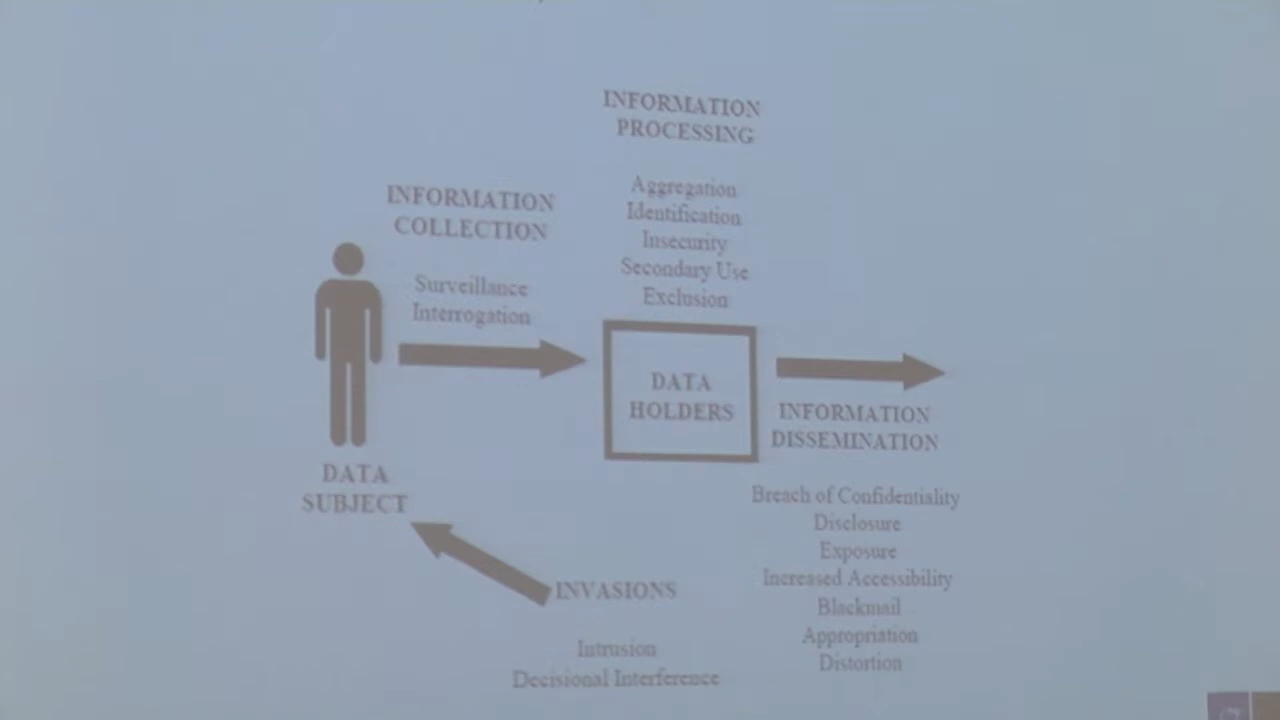 INFORMATION
PROCESSING
Aggregation
Identification
Insecurity
Secondary Use
Exclusion
INFORMATION
COLLECTION
Surveillance
Interrogation
DATA
HOLDERS
INFORMATION
DISSEMINATION
Breach of Confidentiality
Disclosure
Exposure
Increased Accessibility
Blackmail
Appropriation
Distortion
DATA
SUBJECT
INVASIONS
Intrusion
Decisional Interference